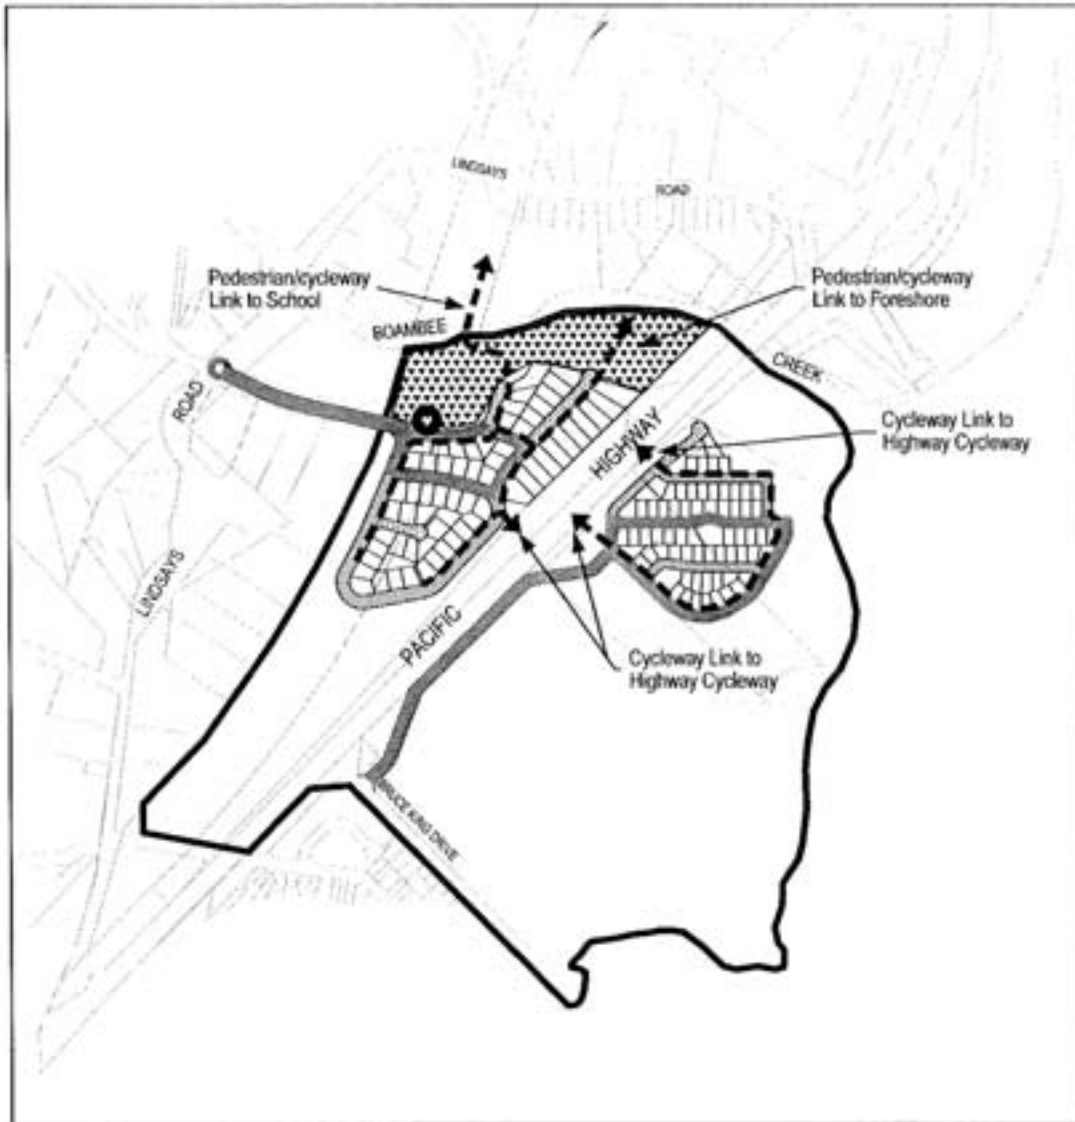 LINDSAYS
ROAD
Pedestrian/cycleway
Link to School
Pedestrian/cycleway
Link to Foreshore
BOAMBEE
CREEK
ROAD
Cycleway Link to
Highway Cycleway
HIGHWAY
LINDSAYS
PACIFIC
Cycleway Link to
Highway Cycleway
BRUCE KING DRIVE